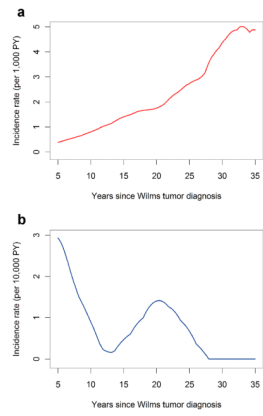 a
Incidence rate (per 1,000 PY)
5
4
3
2
1
0
5 10 15 20 25 30 35
Years since Wilms tumor diagnosis
b
Incidence rate (per 10,000 PY)
3
2
1
0
5 10 15 20 25 30 35
Years since Wilms tumor diagnosis